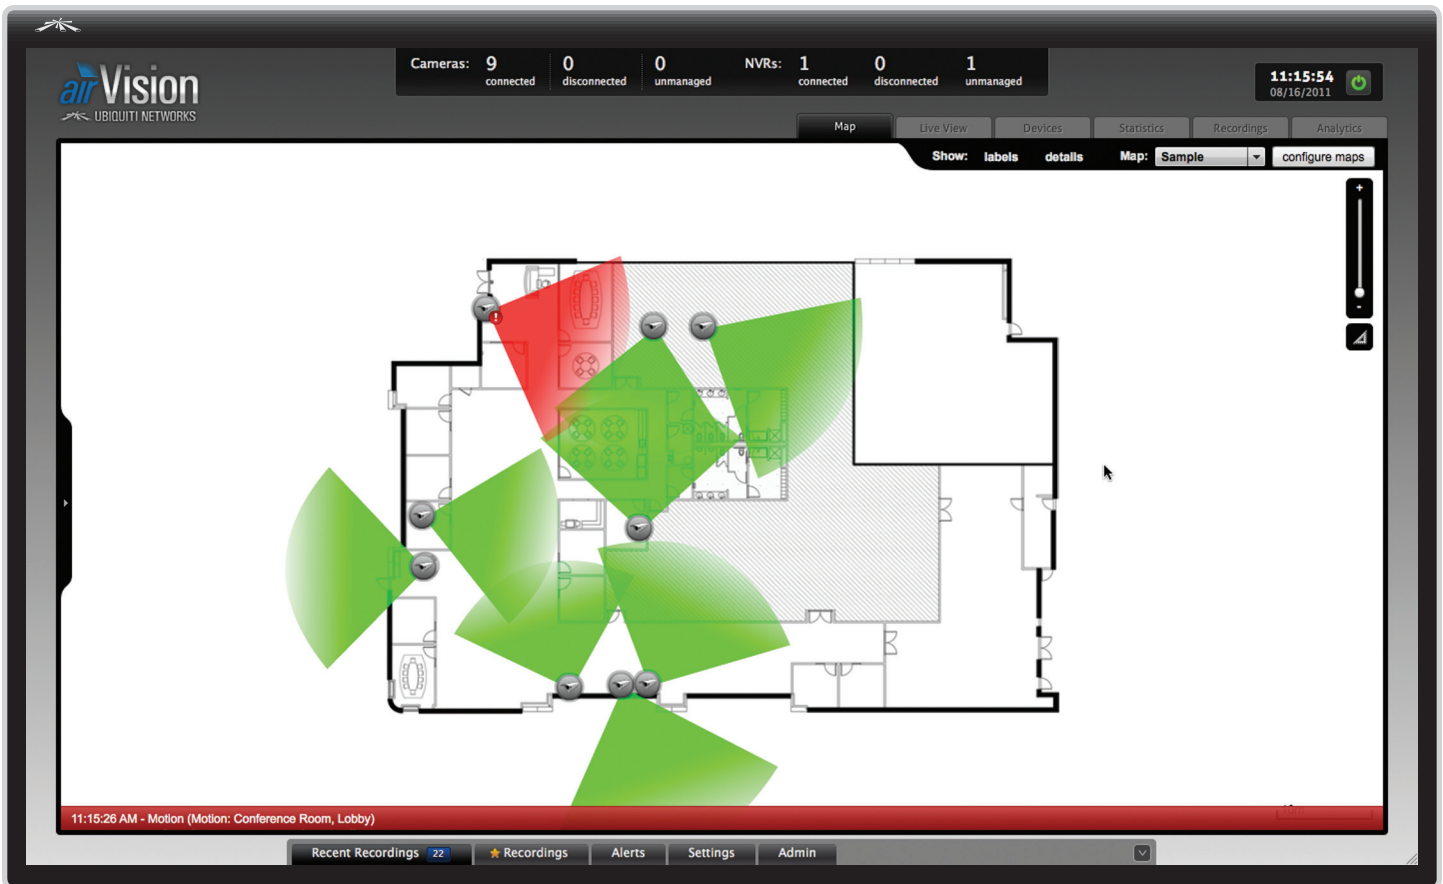 Cameras: 9 connected 0 disconnected 0 unmanaged NVRs: 1 connected 0 disconnected 1 unmanaged
airVision
UBIQUITI NETWORKS
11:15:54
08/16/2011
Map Live View Devices Statistics Recordings Analytics
Show: labels details Map: Sample configure maps
+
-
11:15:26 AM - Motion (Motion: Conference Room, Lobby)
Recent Recordings 22 Recordings Alerts Settings Admin